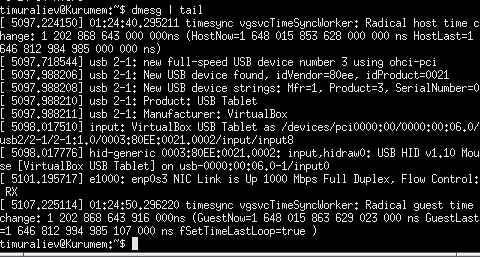 timuraliev@Kurumem:~$ dmesg | tail
[ 5097.224150] 01:24:40.295211 timesync vgsvcTimeSyncWorker: Radical host time c
hange: 1 202 868 643 000 000ns (HostNow=1 648 015 853 628 000 000 ns HostLast=1
646 812 984 985 000 000 ns)
[ 5097.718544] usb 2-1: new full-speed USB device number 3 using ohci-pci
[ 5097.988206] usb 2-1: New USB device found, idVendor=80ee, idProduct=0021
[ 5097.988208] usb 2-1: New USB device strings: Mfr=1, Product=3, SerialNumber=0
[ 5097.988210] usb 2-1: Product: USB Tablet
[ 5097.988211] usb 2-1: Manufacturer: VirtualBox
[ 5098.017510] input: VirtualBox USB Tablet as /devices/pci0000:00/0000:00:06.0/
usb2/2-1/2-1:1.0/0003:80EE:0021.0002/input/input8
[ 5098.017776] hid-generic 0003:80EE:0021.0002: input,hidraw0: USB HID v1.10 Mou
se [VirtualBox USB Tablet] on usb-0000:00:06.0-1/input0
[ 5101.195717] e1000: enp0s3 NIC Link is Up 1000 Mbps Full Duplex, Flow Control:
RX
[ 5107.225114] 01:24:50.296220 timesync vgsvcTimeSyncWorker: Radical guest time
change: 1 202 868 643 916 000ns (GuestNow=1 648 015 863 629 023 000 ns GuestLast
=1 646 812 994 985 107 000 ns fSetTimeLastLoop=true )
timuraliev@Kurumem:~$